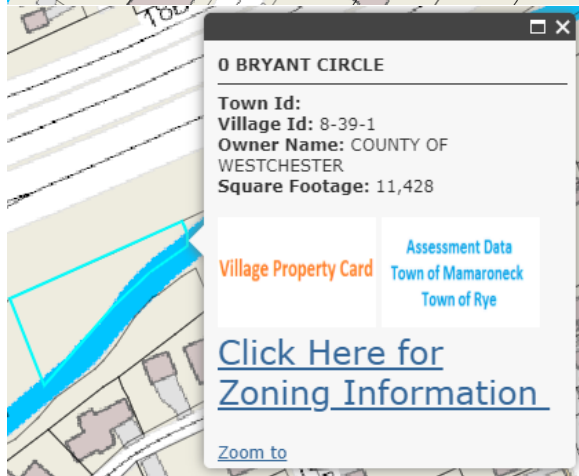 0 BRYANT CIRCLE
Town Id:
Village Id: 8-39-1
Owner Name: COUNTY OF
WESTCHESTER
Square Footage: 11,428
Village Property Card
Assessment Data
Town of Mamaroneck
Town of Rye
Click Here for
Zoning Information
Zoom to